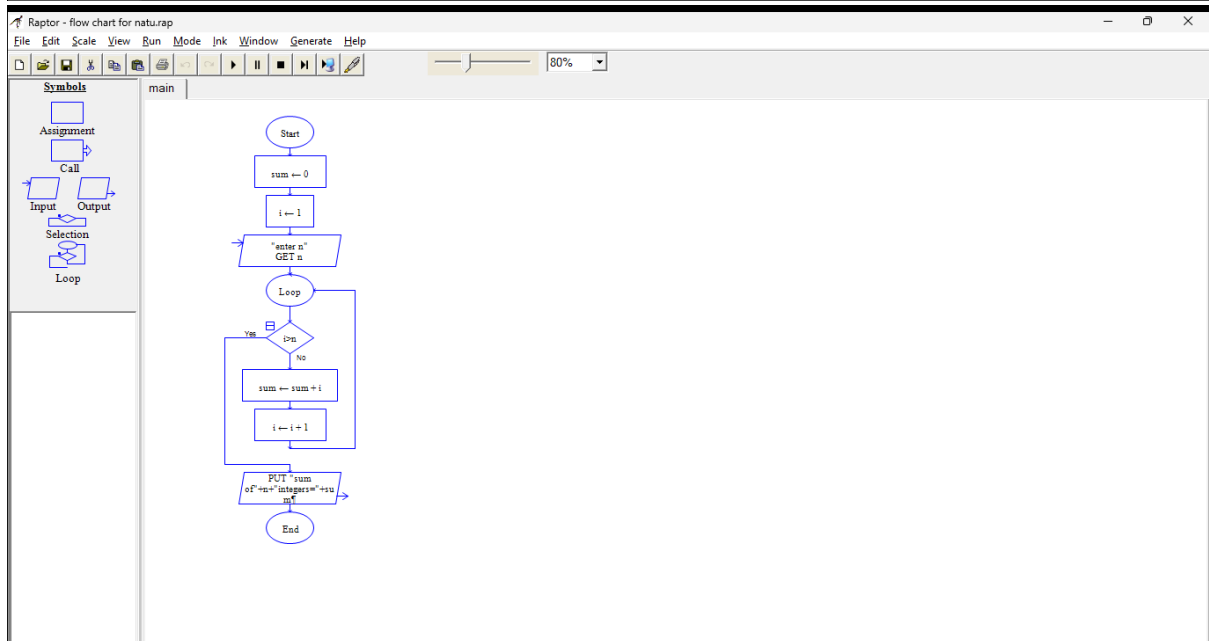 Raptor - flow chart for natu.rap
File Edit Scale View Run Mode Ink Window Generate Help
80%
Symbols
Assignment
Call
Input Output
Selection
Loop
main
Start
sum ← 0
i ← 1
"enter n"
GET n
Loop
Yes
i>n
No
sum ← sum + i
i ← i + 1
PUT "sum
of"+n+"integers="+su
m¶
End